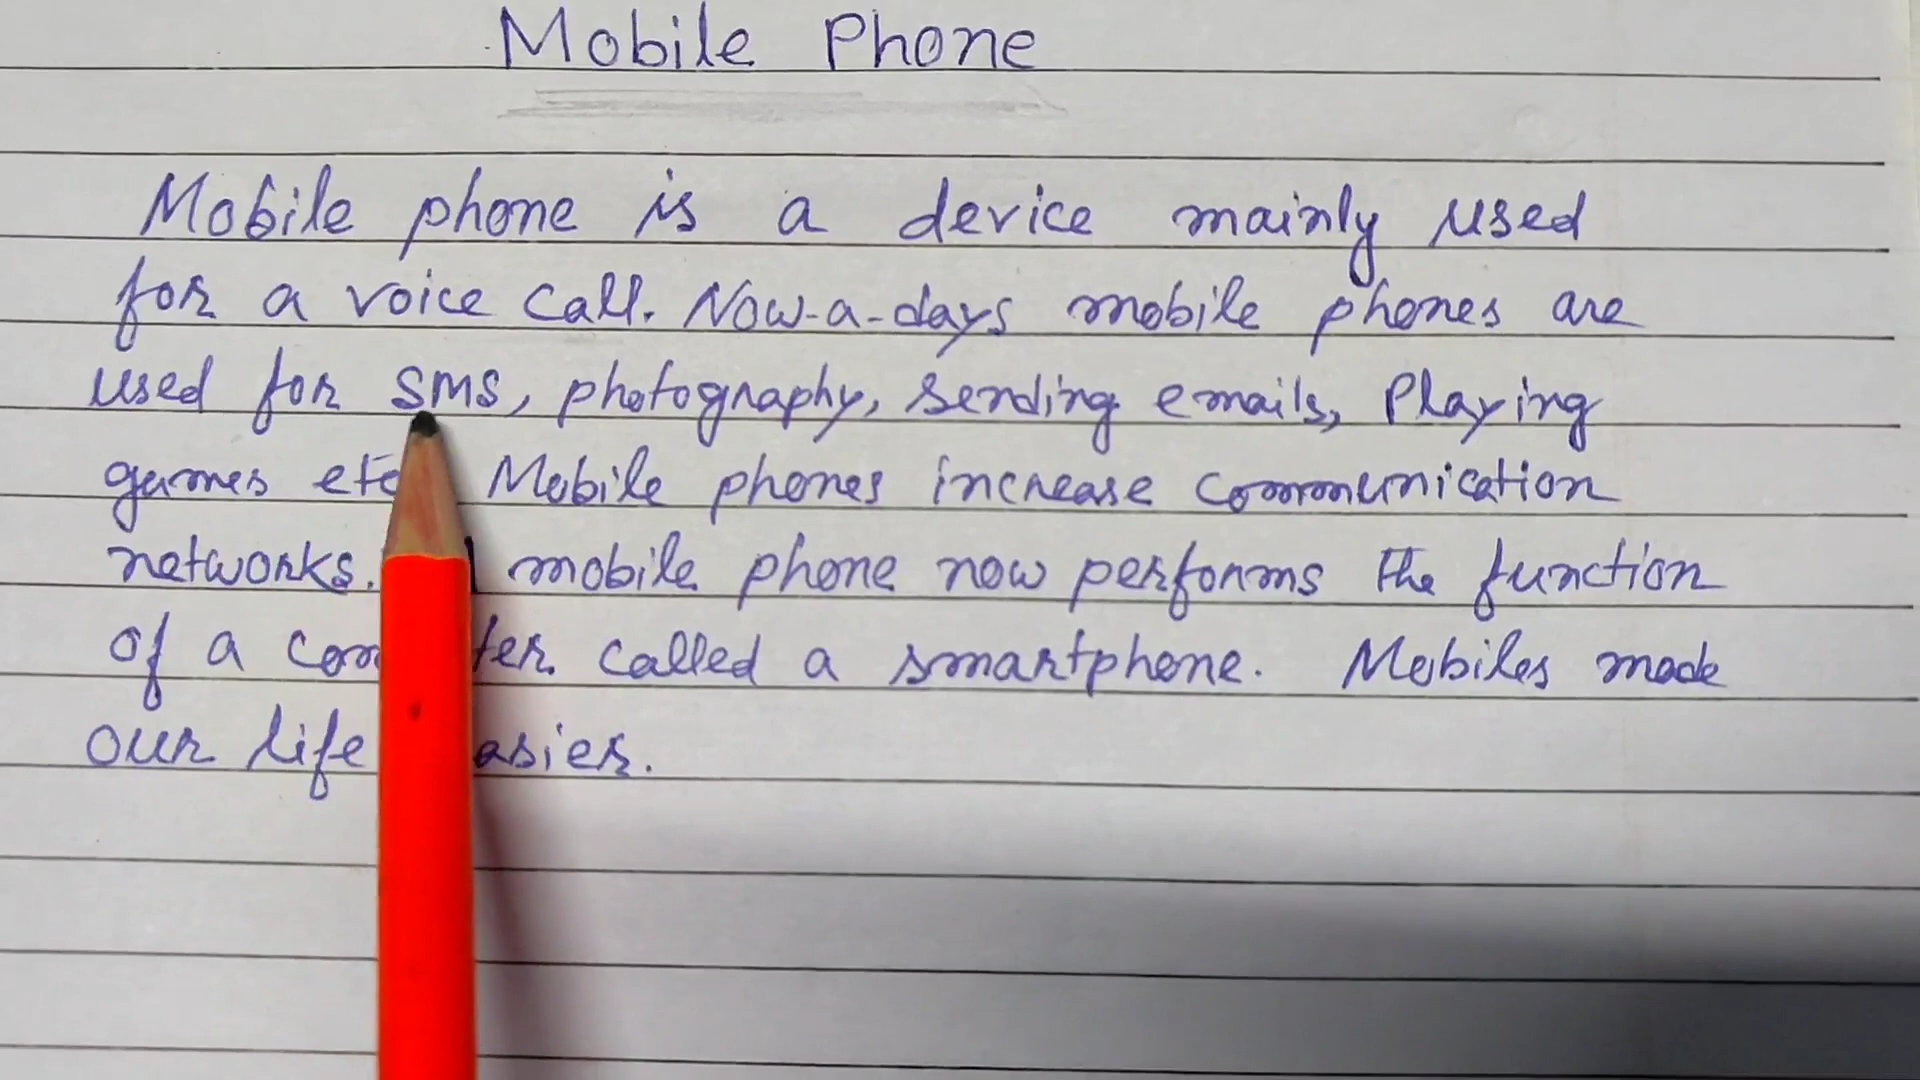 Mobile Phone
Mobile phone is a device mainly used
for a voice call. Now-a-days mobile phones are
used for SMS, photography, sending emails, Playing
games etc Mobile phones increase communication
networks. mobile phone now performs the function
of a called a smartphone. Mobiles made
our life